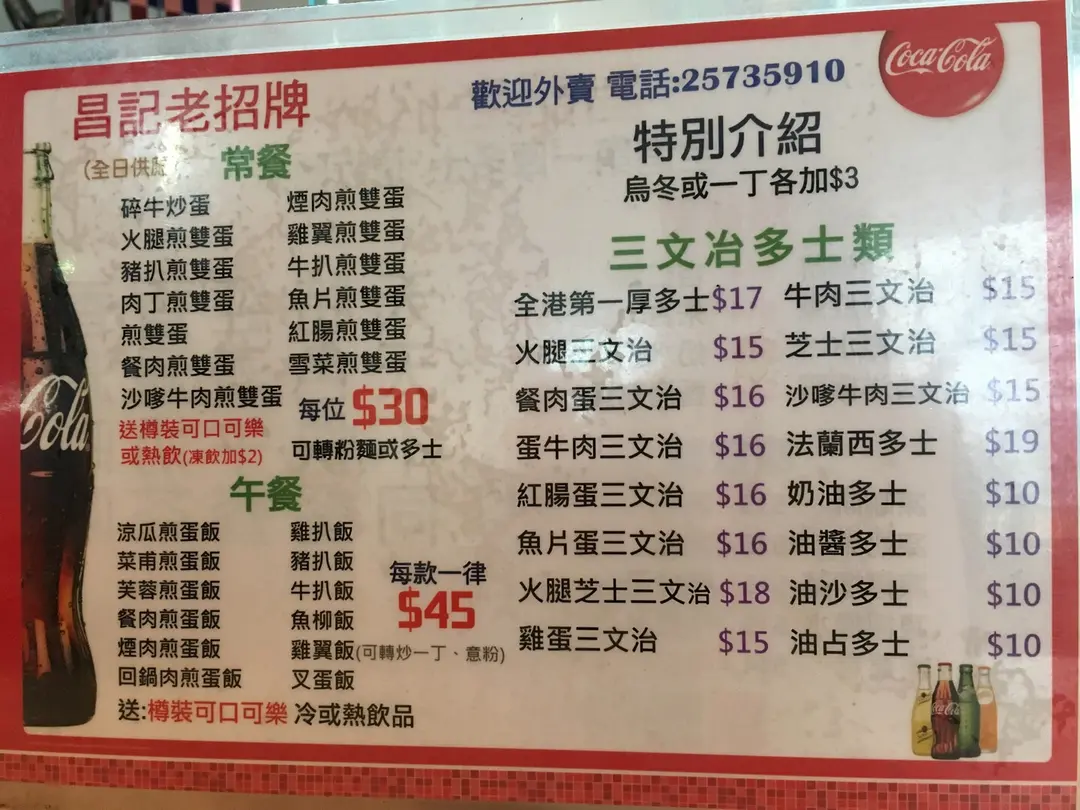 昌記老招牌
歡迎外賣 電話:25735910
Coca-Cola
(全日供應
常餐
碎牛炒蛋 煙肉煎雙蛋
火腿煎雙蛋 雞翼煎雙蛋
豬扒煎雙蛋 牛扒煎雙蛋
肉丁煎雙蛋 魚片煎雙蛋
煎雙蛋 紅腸煎雙蛋
餐肉煎雙蛋 雪菜煎雙蛋
沙嗲牛肉煎雙蛋 每位 $30
送樽裝可口可樂
或熱飲(凍飲加$2) 可轉粉麵或多士
午餐
涼瓜煎蛋飯 雞扒飯
菜甫煎蛋飯 豬扒飯
芙蓉煎蛋飯 牛扒飯
餐肉煎蛋飯 魚柳飯
煙肉煎蛋飯 雞翼飯(可轉炒一丁、意粉)
回鍋肉煎蛋飯 叉蛋飯
每款一律
$45
送:樽裝可口可樂 冷或熱飲品
特別介紹
烏冬或一丁各加$3
三文治多士類
全港第一厚多士 $17 牛肉三文治 $15
火腿三文治 $15 芝士三文治 $15
餐肉蛋三文治 $16 沙嗲牛肉三文治 $15
蛋牛肉三文治 $16 法蘭西多士 $19
紅腸蛋三文治 $16 奶油多士 $10
魚片蛋三文治 $16 油醬多士 $10
火腿芝士三文治 $18 油沙多士 $10
雞蛋三文治 $15 油占多士 $10
Cola